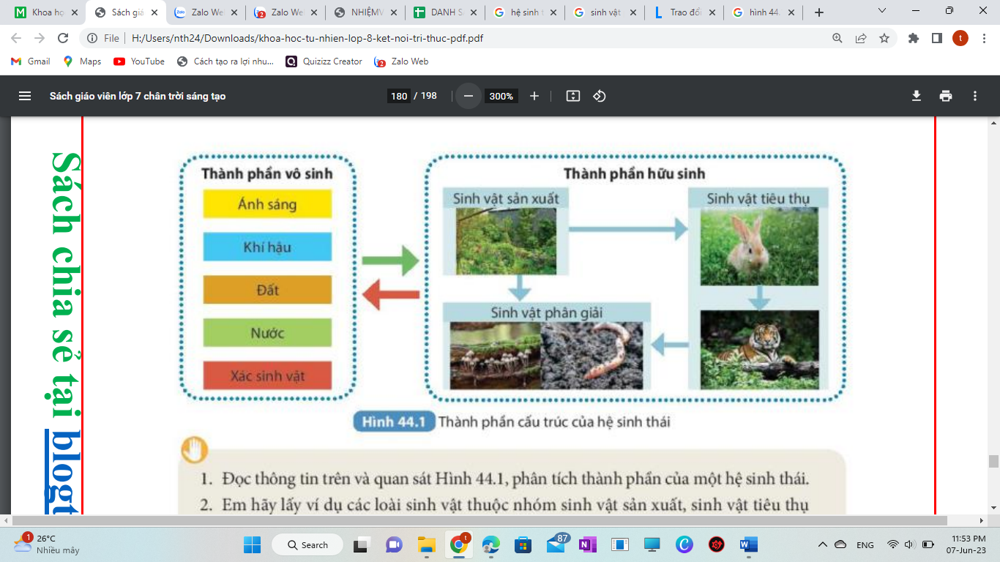 Khoa họ
Sách giá
Zalo We
Zalo We
NHIỆMV
DANH S
hệ sinh t
sinh vật
Trao đổi
hình 44.
File
H:/Users/nth24/Downloads/khoa-hoc-tu-nhien-lop-8-ket-noi-tri-thuc-pdf.pdf
t
Gmail
Maps
YouTube
Cách tạo ra lợi nhu...
Quizizz Creator
Zalo Web
Sách giáo viên lớp 7 chân trời sáng tạo
180 / 198
300%
Sách chia sẻ tại blogt
Thành phần vô sinh
Ánh sáng
Khí hậu
Đất
Nước
Xác sinh vật
Thành phần hữu sinh
Sinh vật sản xuất
Sinh vật tiêu thụ
Sinh vật phân giải
Hình 44.1 Thành phần cấu trúc của hệ sinh thái
1. Đọc thông tin trên và quan sát Hình 44.1, phân tích thành phần của một hệ sinh thái.
2. Em hãy lấy ví dụ các loài sinh vật thuộc nhóm sinh vật sản xuất, sinh vật tiêu thụ
1
26°C
Nhiều mây
Search
87
ENG
11:53 PM
07-Jun-23